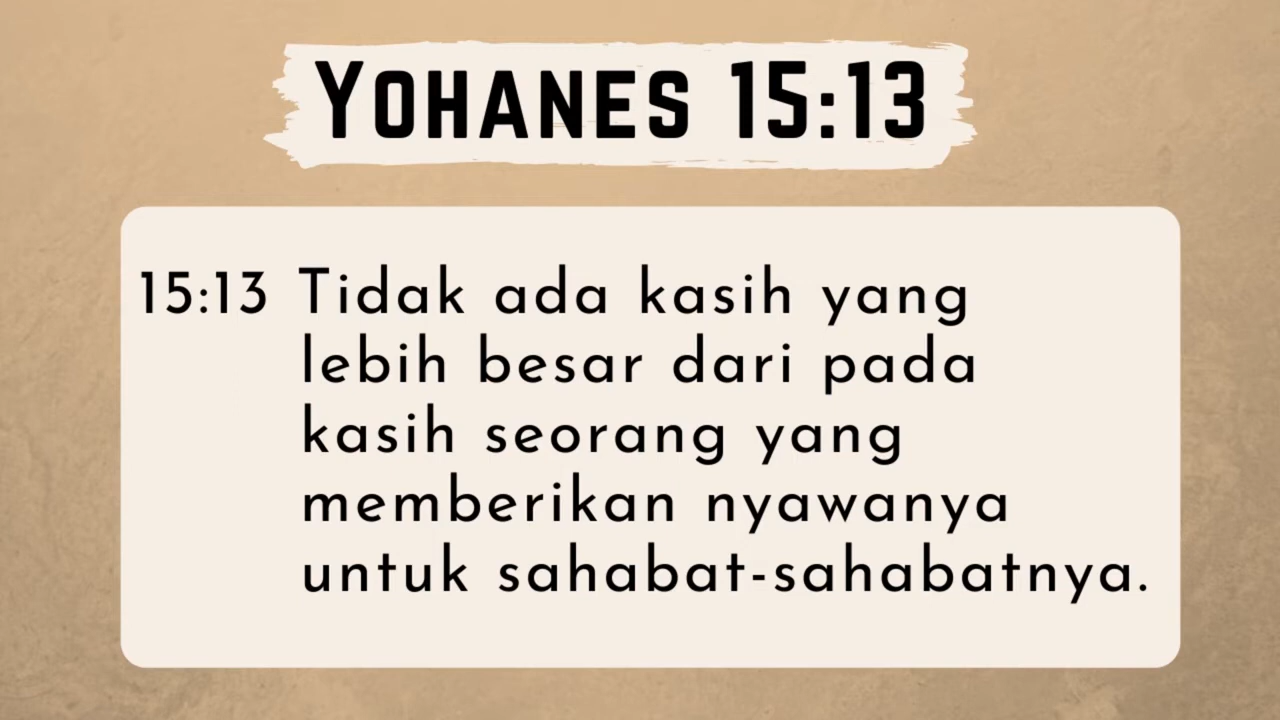 Yohanes 15:13
15:13 Tidak ada kasih yang
lebih besar dari pada
kasih seorang yang
memberikan nyawanya
untuk sahabat-sahabatnya.